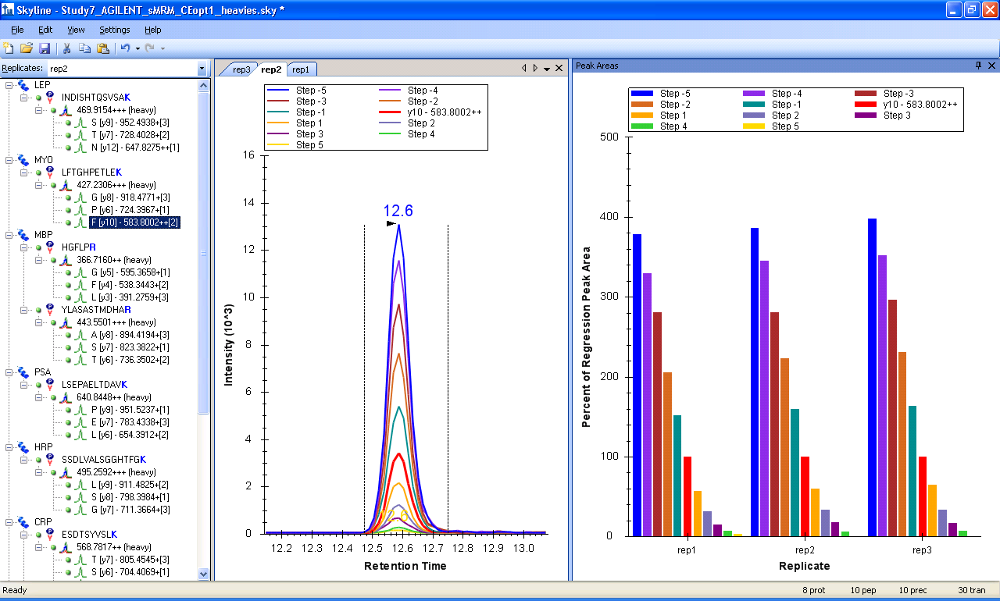 Skyline - Study7_AGILENT_sMRM_CEopt1_heavies.sky *
File Edit View Settings Help
Replicates: rep2
LEP
INDISHTQSVSAK
469.9154+++ (heavy)
S [y9] - 952.4938+[3]
T [y7] - 728.4028+[2]
N [y12] - 647.8275++[1]
MYO
LFTGHPETLEK
427.2306+++ (heavy)
G [y8] - 918.4771+[3]
P [y6] - 724.3967+[1]
F [y10] - 583.8002++[2]
MBP
HGFLPR
366.7160++ (heavy)
G [y5] - 595.3658+[1]
F [y4] - 538.3443+[2]
L [y3] - 391.2759+[3]
YLASASTMDHAR
443.5501+++ (heavy)
A [y8] - 894.4194+[3]
S [y7] - 823.3822+[1]
T [y6] - 736.3502+[2]
PSA
LSEPAELTDAVK
640.8448++ (heavy)
P [y9] - 951.5237+[1]
E [y7] - 783.4338+[3]
L [y6] - 654.3912+[2]
HRP
SSDLVALSGGHTFGK
495.2592+++ (heavy)
L [y9] - 911.4825+[2]
S [y8] - 798.3984+[1]
G [y7] - 711.3664+[3]
CRP
ESDTSYVSLK
568.7817++ (heavy)
T [y7] - 805.4545+[3]
S [y6] - 704.4069+[1]
rep3 rep2 rep1
Step -5 Step -4
Step -3 Step -2
Step -1 y10 - 583.8002++
Step 1 Step 2
Step 3 Step 4
Step 5
16
14
12
10
8
6
4
2
0
Intensity (10^3)
12.6
12.2 12.3 12.4 12.5 12.6 12.7 12.8 12.9 13.0
Retention Time
Peak Areas
Step -5 Step -4 Step -3
Step -2 Step -1 y10 - 583.8002++
Step 1 Step 2 Step 3
Step 4 Step 5
500
400
300
200
100
0
Percent of Regression Peak Area
rep1 rep2 rep3
Replicate
Ready 8 prot 10 pep 10 prec 30 tran